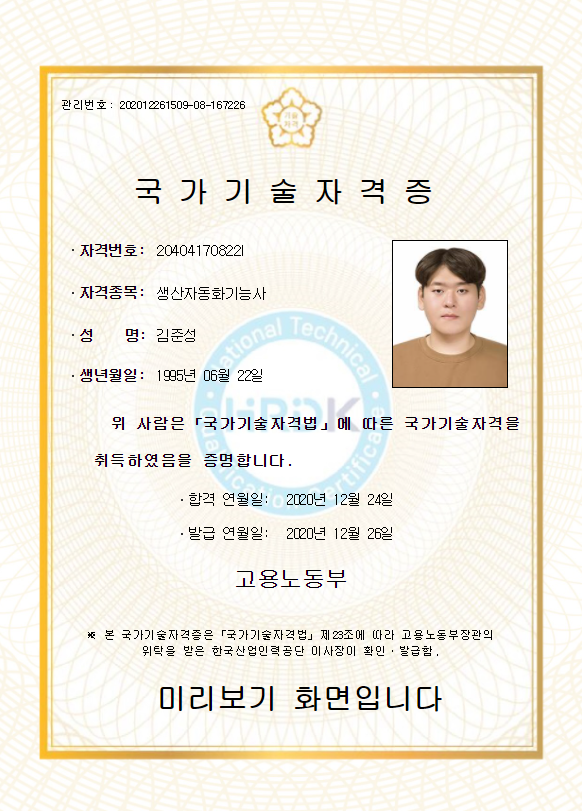 관리번호 : 202012261509-08-167226
기술
자격
국 가 기 술 자 격 증
· 자격번호 : 20404170822I
· 자격종목 : 생산자동화기능사
· 성 명 : 김준성
· 생년월일 : 1995년 06월 22일
National Technical
HRDK
Qualification Certificate
위 사람은 「국가기술자격법」에 따른 국가기술자격을
취득하였음을 증명합니다.
· 합격 연월일: 2020년 12월 24일
· 발급 연월일: 2020년 12월 26일
고용노동부
※ 본 국가기술자격증은 「국가기술자격법」 제23조에 따라 고용노동부장관의
위탁을 받은 한국산업인력공단 이사장이 확인·발급함.
미리보기 화면입니다